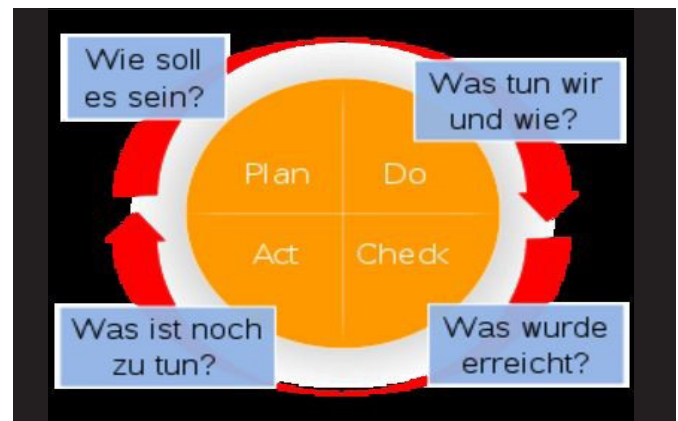 Wie soll
es sein?
Was tun wir
und wie?
Plan
Do
Act
Check
Was ist noch
zu tun?
Was wurde
erreicht?